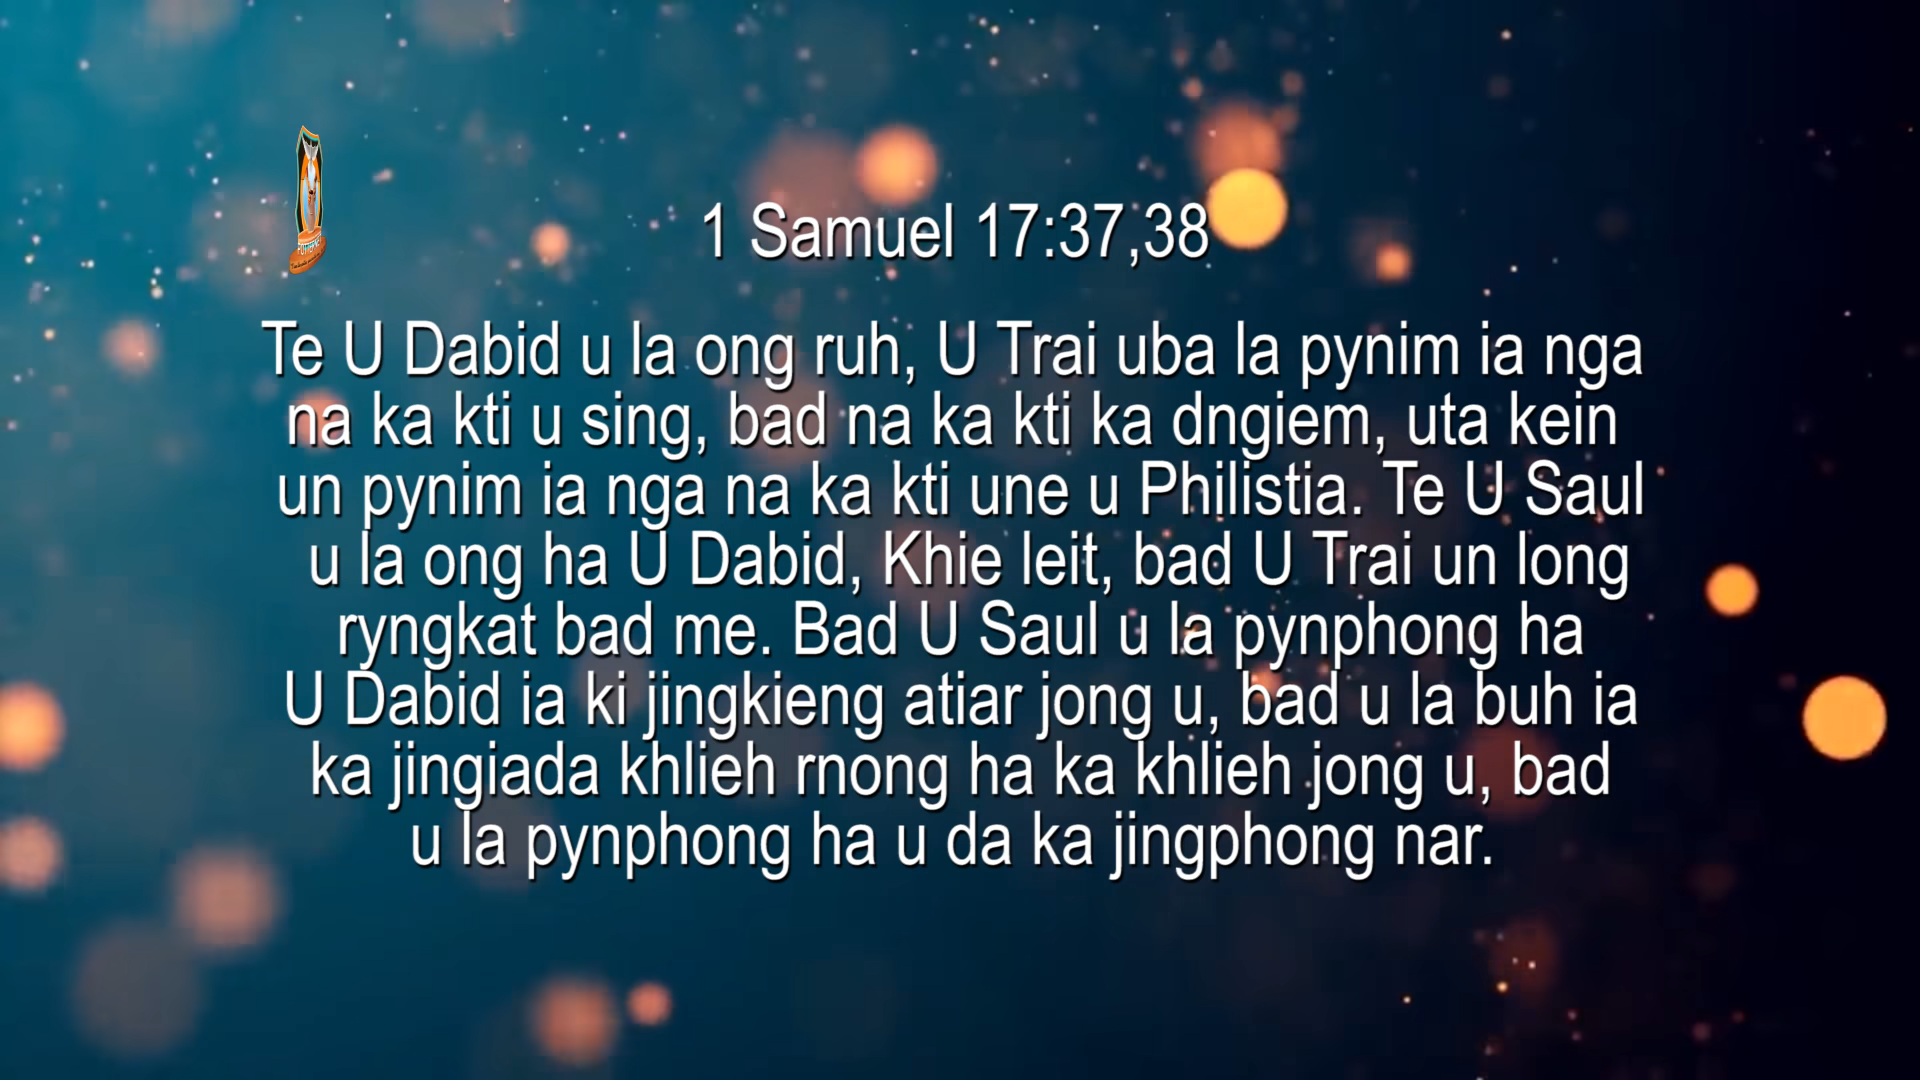 1 Samuel 17:37,38
Te U Dabid u la ong ruh, U Trai uba la pynim ia nga
na ka kti u sing, bad na ka kti ka dngiem, uta kein
un pynim ia nga na ka kti une u Philistia. Te U Saul
u la ong ha U Dabid, Khie leit, bad U Trai un long
ryngkat bad me. Bad U Saul u la pynphong ha
U Dabid ia ki jingkieng atiar jong u, bad u la buh ia
ka jingiada khlieh rnong ha ka khlieh jong u, bad
u la pynphong ha u da ka jingphong nar.